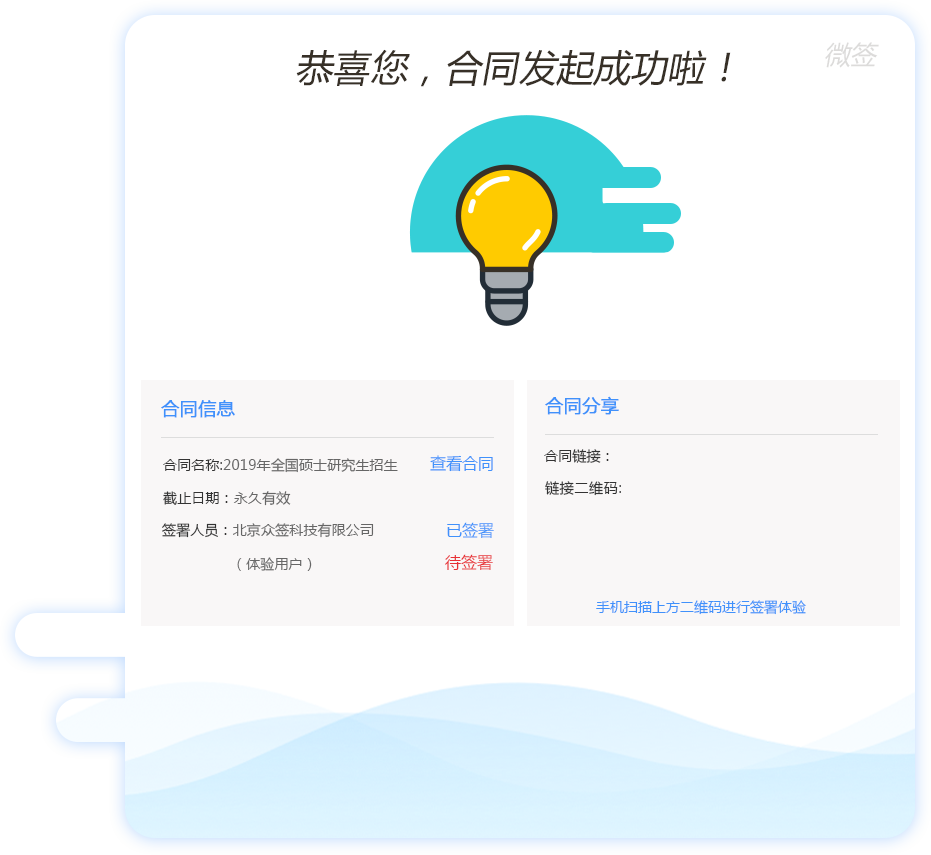 微签
恭喜您，合同发起成功啦！
合同信息
合同名称:2019年全国硕士研究生招生 查看合同
截止日期：永久有效
签署人员：北京众签科技有限公司 已签署
（体验用户） 待签署
合同分享
合同链接：
链接二维码:
手机扫描上方二维码进行签署体验